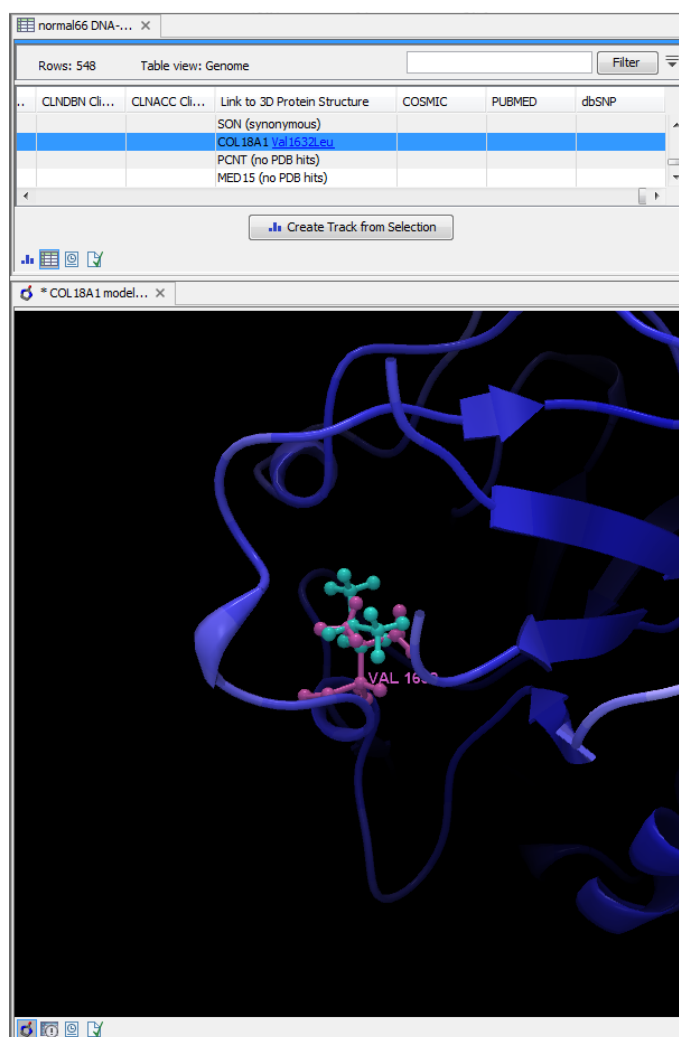 normal66 DNA-...
Rows: 548 Table view: Genome Filter
.. CLNDBN Cli... CLNACC Cli... Link to 3D Protein Structure COSMIC PUBMED dbSNP
SON (synonymous)
COL18A1 Val1632Leu
PCNT (no PDB hits)
MED15 (no PDB hits)
Create Track from Selection
* COL18A1 model...
VAL